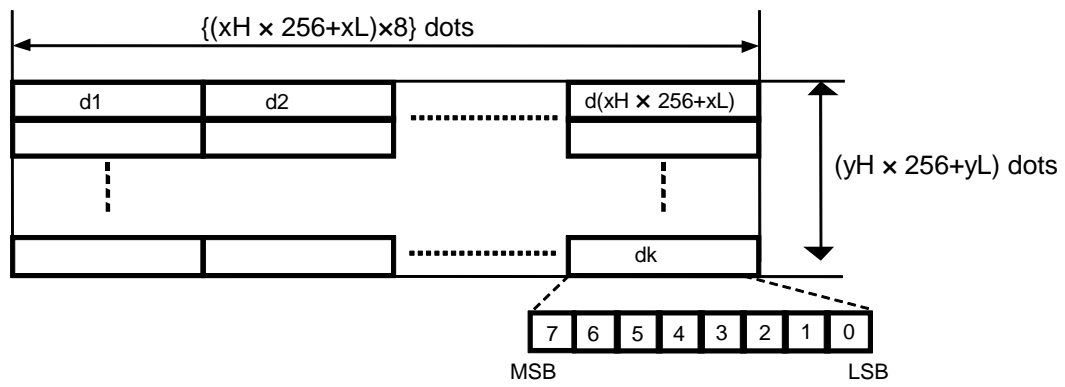 {(xH × 256+xL)×8} dots
d1 d2 d(xH × 256+xL)
(yH × 256+yL) dots
dk
7 6 5 4 3 2 1 0
MSB LSB